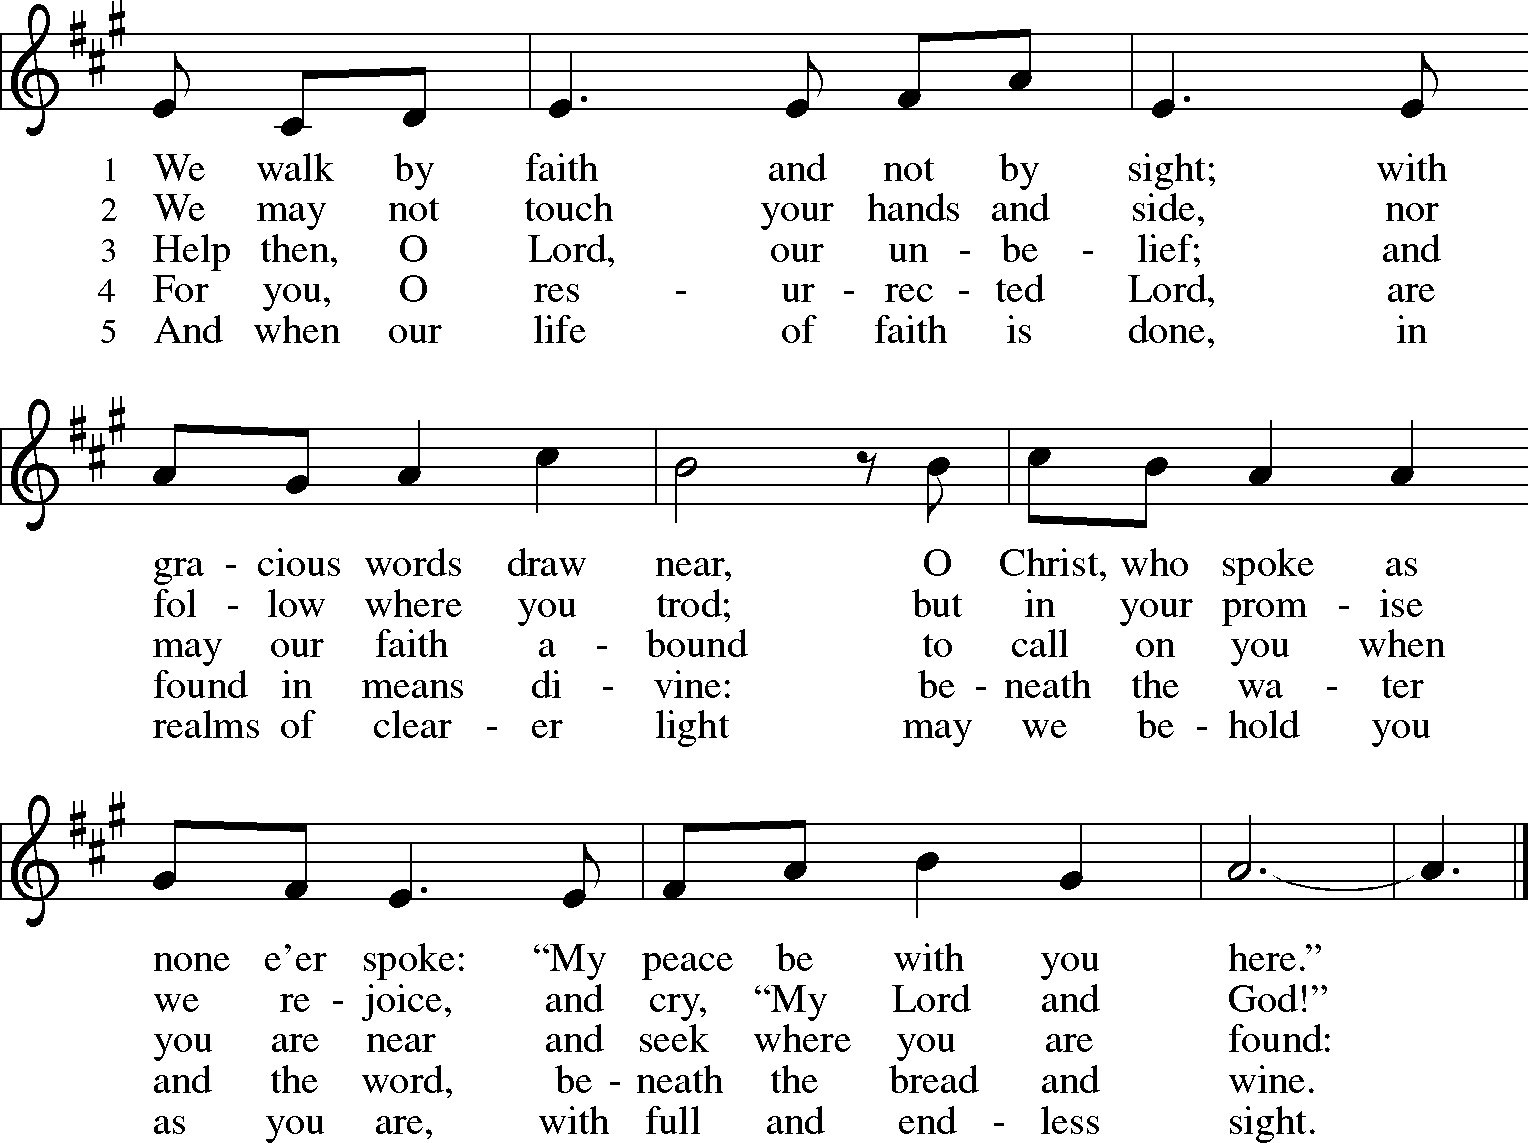 1 We walk by faith and not by sight; with
2 We may not touch your hands and side, nor
3 Help then, O Lord, our un - be - lief; and
4 For you, O res - ur - rec - ted Lord, are
5 And when our life of faith is done, in
gra - cious words draw near, O Christ, who spoke as
fol - low where you trod; but in your prom - ise
may our faith a - bound to call on you when
found in means di - vine: be - neath the wa - ter
realms of clear - er light may we be - hold you
none e’er spoke: “My peace be with you here.”
we re - joice, and cry, “My Lord and God!”
you are near and seek where you are found:
and the word, be - neath the bread and wine.
as you are, with full and end - less sight.